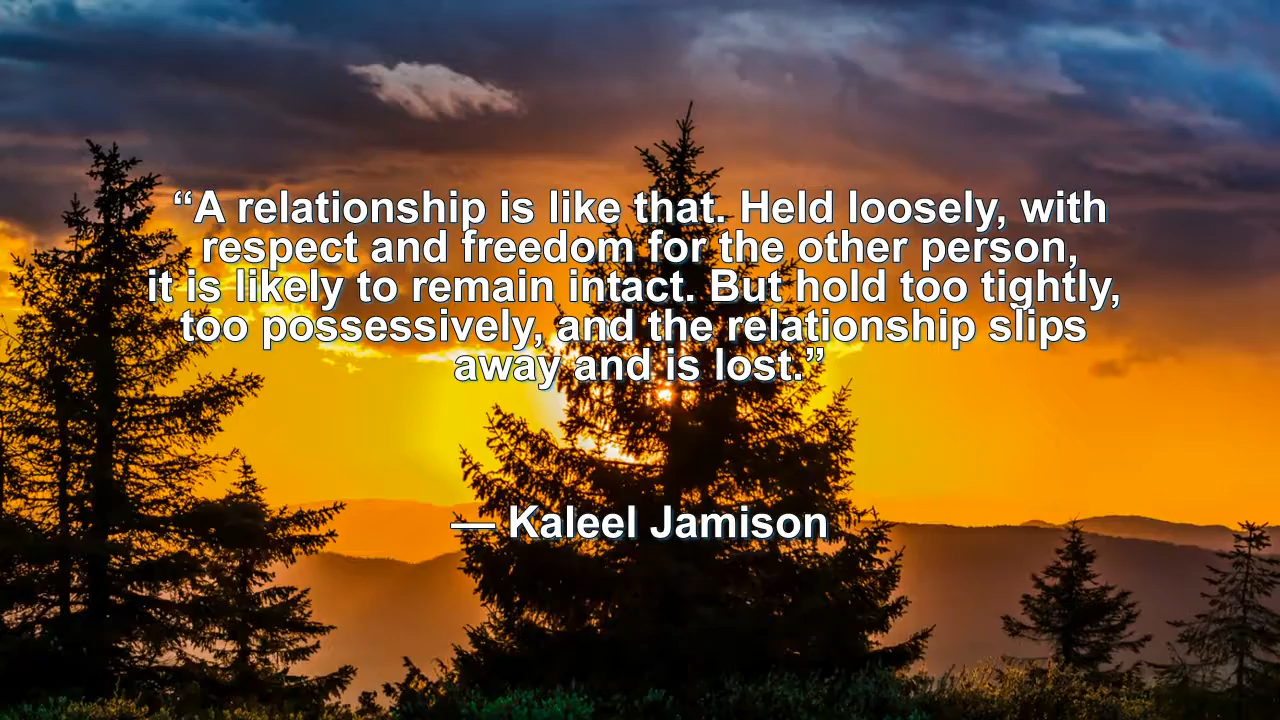 “A relationship is like that. Held loosely, with
respect and freedom for the other person,
it is likely to remain intact. But hold too tightly,
too possessively, and the relationship slips
away and is lost.”
— Kaleel Jamison